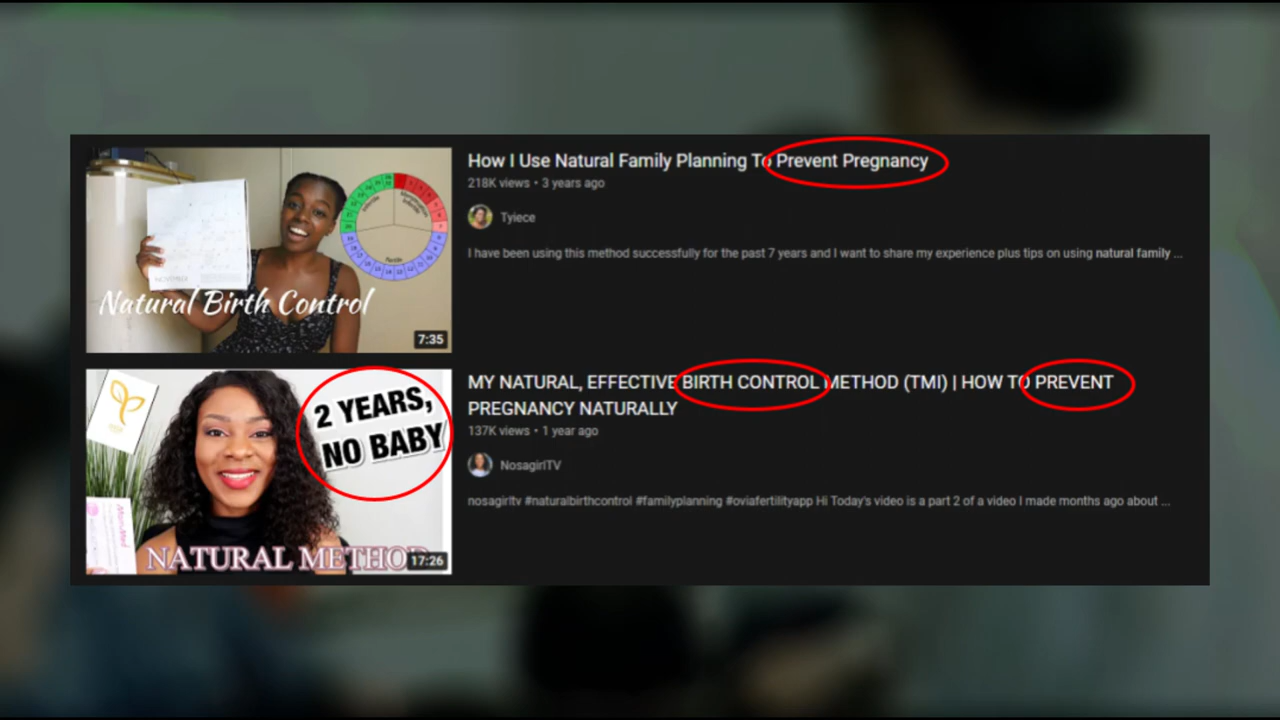 How I Use Natural Family Planning To Prevent Pregnancy
218K views • 3 years ago
Tyiece
I have been using this method successfully for the past 7 years and I want to share my experience plus tips on using natural family ...
Natural Birth Control
7:35
MY NATURAL, EFFECTIVE BIRTH CONTROL METHOD (TMI) | HOW TO PREVENT
PREGNANCY NATURALLY
137K views • 1 year ago
NosagirlTV
nosagirltv #naturalbirthcontrol #familyplanning #oviafertilityapp Hi Today's video is a part 2 of a video I made months ago about ...
2 YEARS,
NO BABY
NATURAL METHOD
17:26